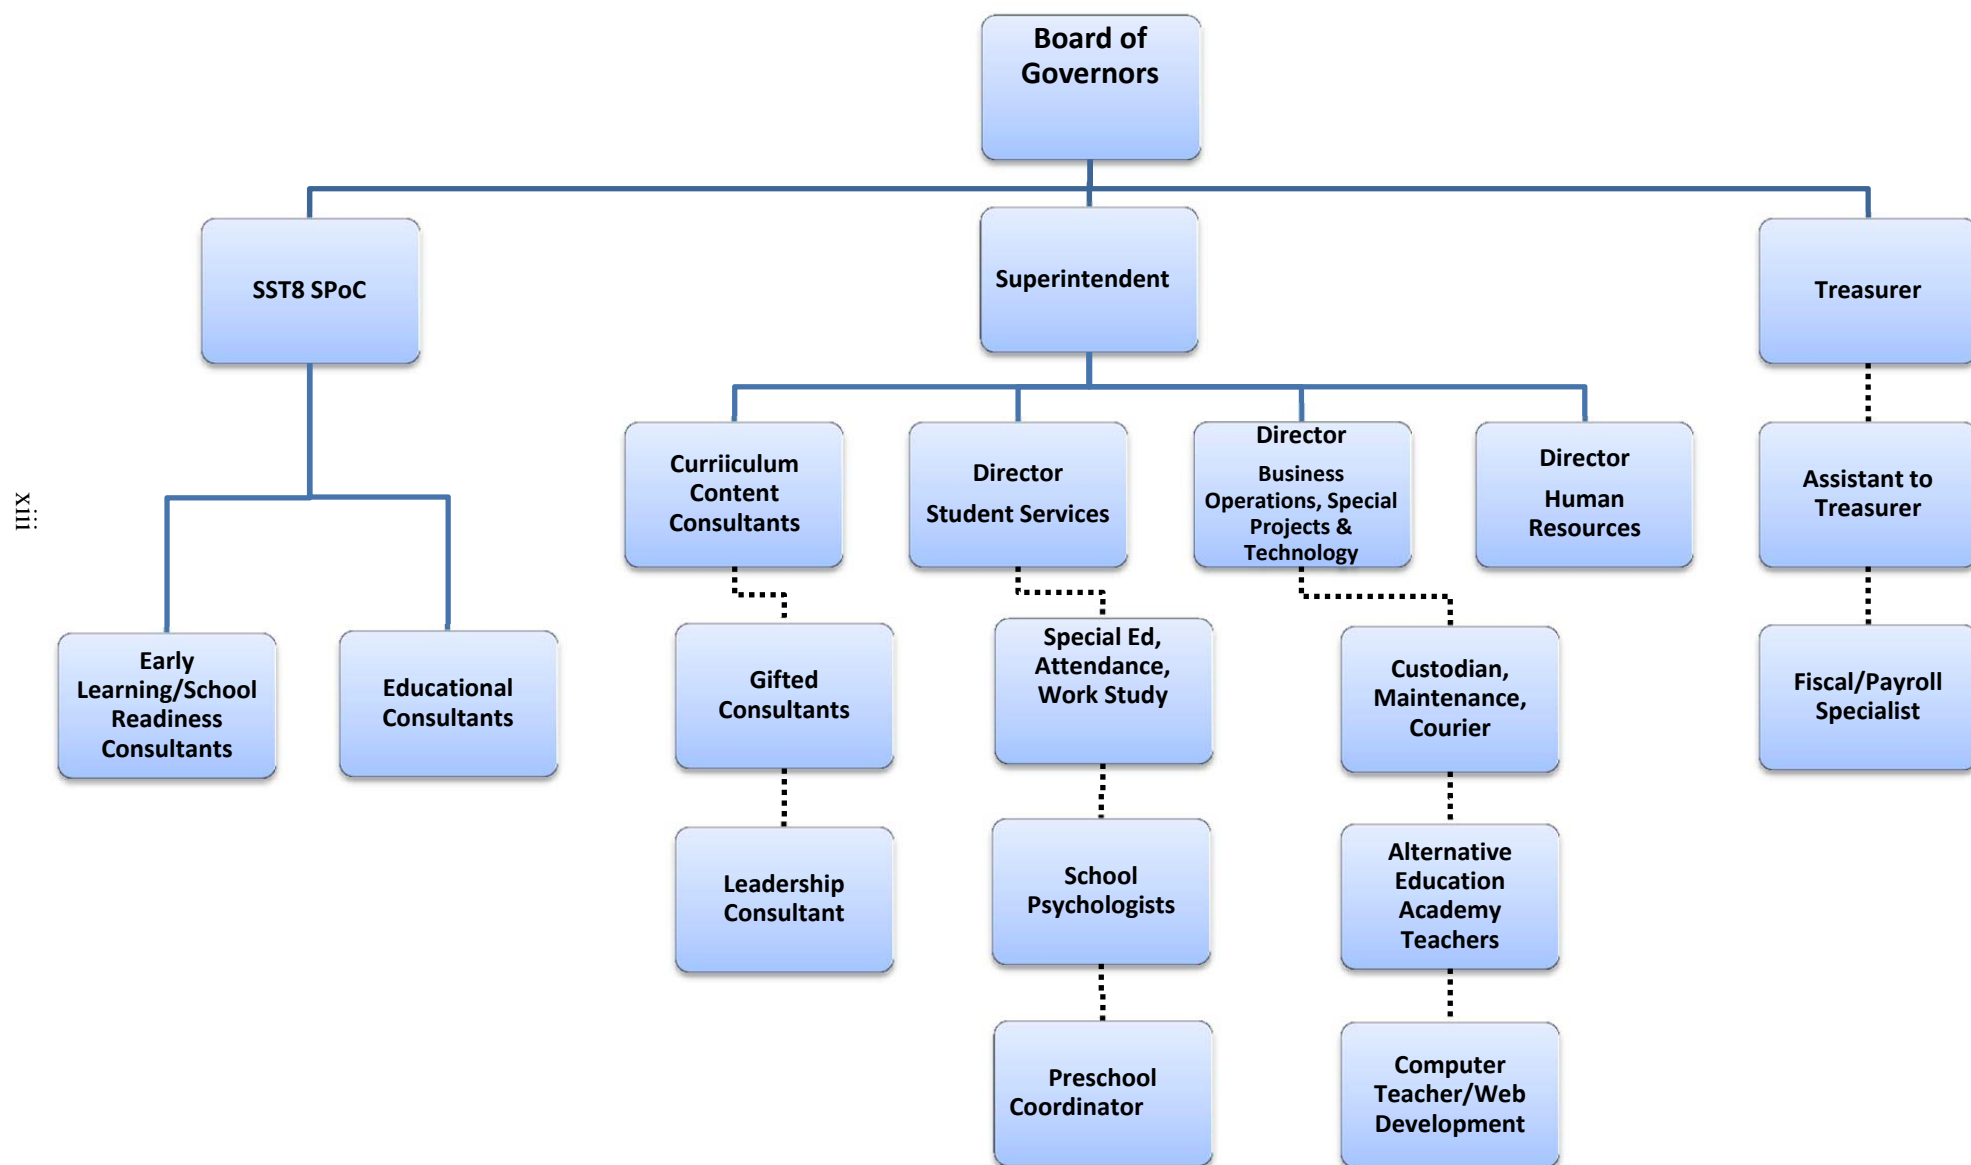 Board of
Governors
SST8 SPoC
Superintendent
Treasurer
Curriiculum
Content
Consultants
Director
Student Services
Director
Business
Operations, Special
Projects &
Technology
Director
Human
Resources
Assistant to
Treasurer
xiii
Early
Learning/School
Readiness
Consultants
Educational
Consultants
Gifted
Consultants
Special Ed,
Attendance,
Work Study
Custodian,
Maintenance,
Courier
Fiscal/Payroll
Specialist
Leadership
Consultant
School
Psychologists
Alternative
Education
Academy
Teachers
Preschool
Coordinator
Computer
Teacher/Web
Development